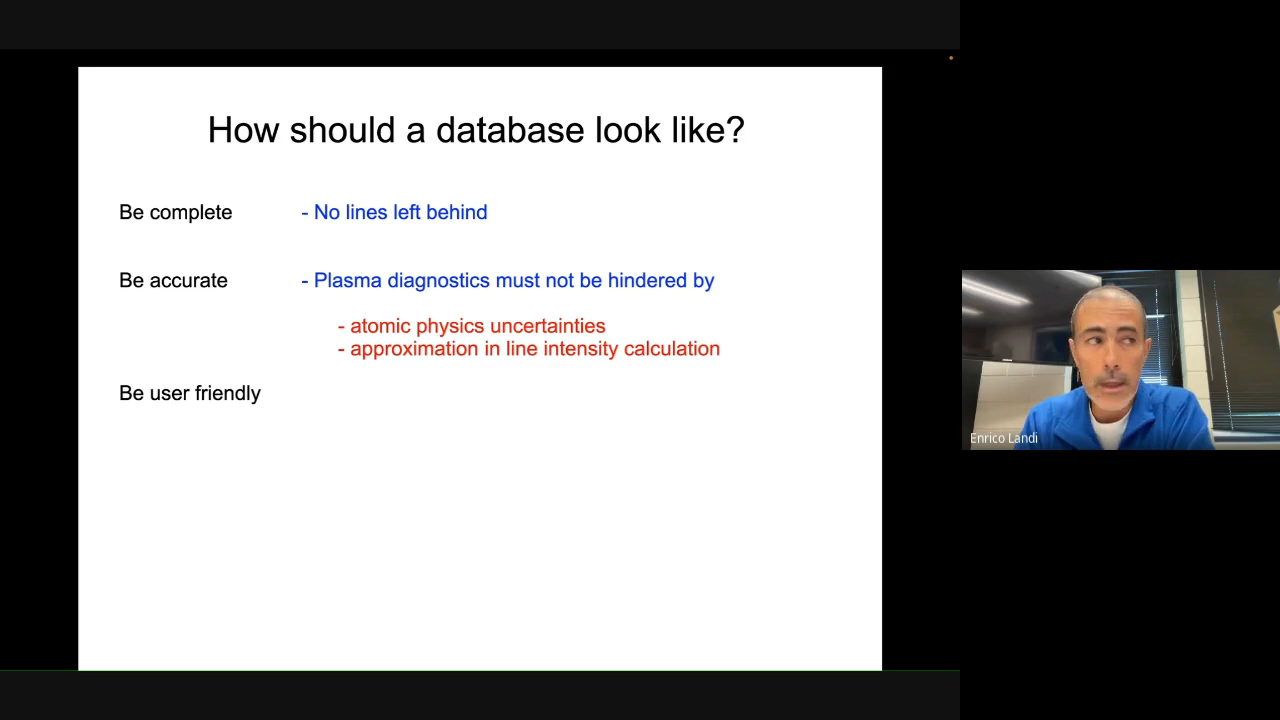 How should a database look like?
Be complete - No lines left behind
Be accurate - Plasma diagnostics must not be hindered by
- atomic physics uncertainties
- approximation in line intensity calculation
Be user friendly
Enrico Landi